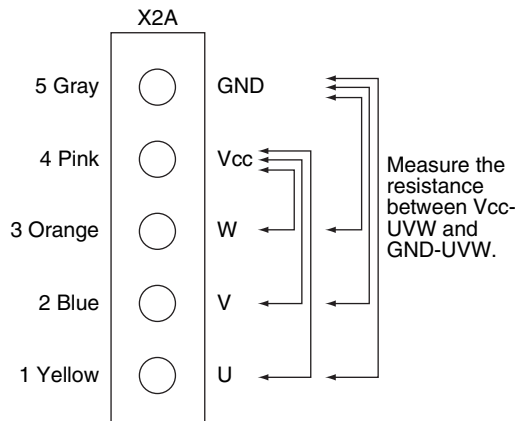 X2A
5 Gray GND
4 Pink Vcc
3 Orange W
2 Blue V
1 Yellow U
Measure the
resistance
between Vcc-
UVW and
GND-UVW.